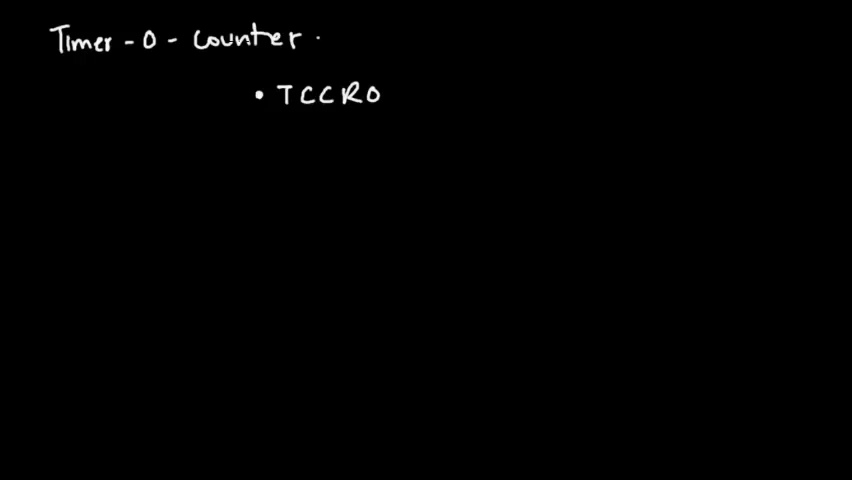 Timer - 0 - Counter .
• TCCR0